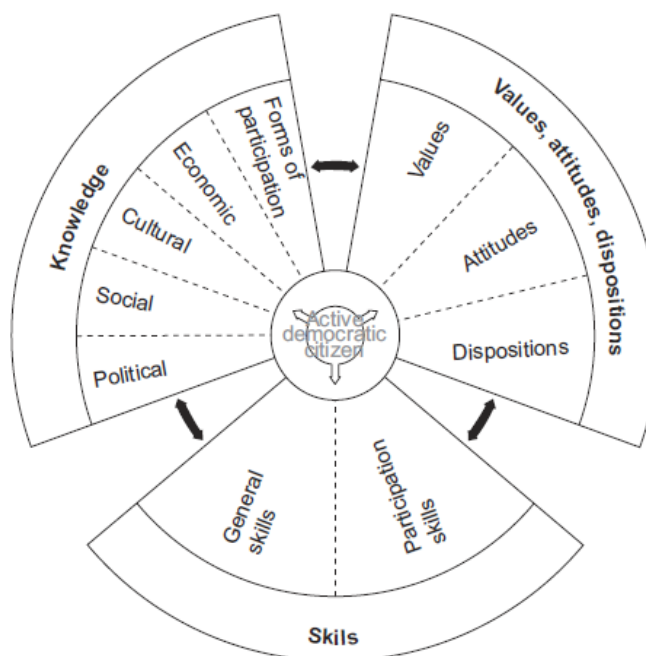 Knowledge
Political
Social
Cultural
Economic
Forms of
participation
Values, attitudes, dispositions
Values
Attitudes
Dispositions
Active
democratic
citizen
General
skills
Participation
skills
Skils